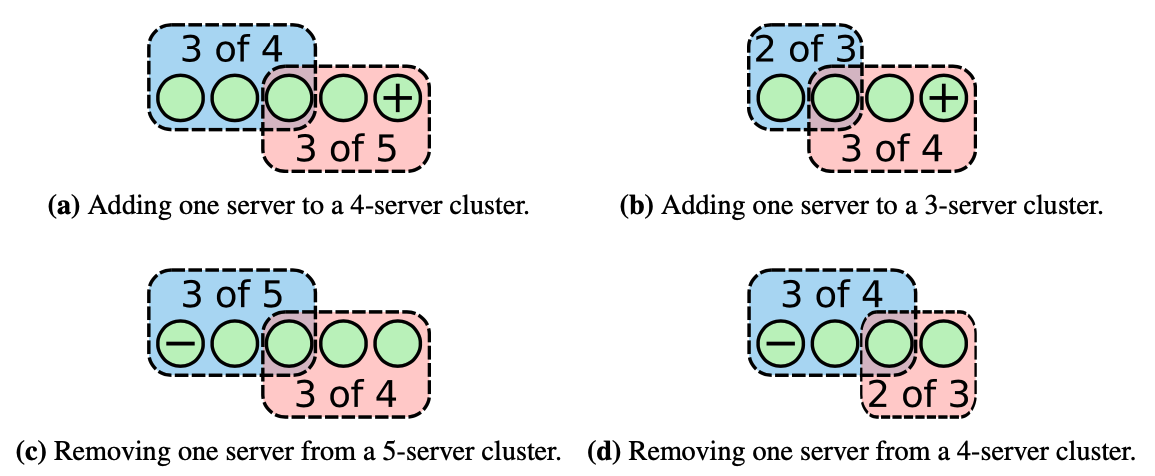 3 of 4
+
3 of 5
(a) Adding one server to a 4-server cluster.
2 of 3
+
3 of 4
(b) Adding one server to a 3-server cluster.
3 of 5
−
3 of 4
(c) Removing one server from a 5-server cluster.
3 of 4
−
2 of 3
(d) Removing one server from a 4-server cluster.